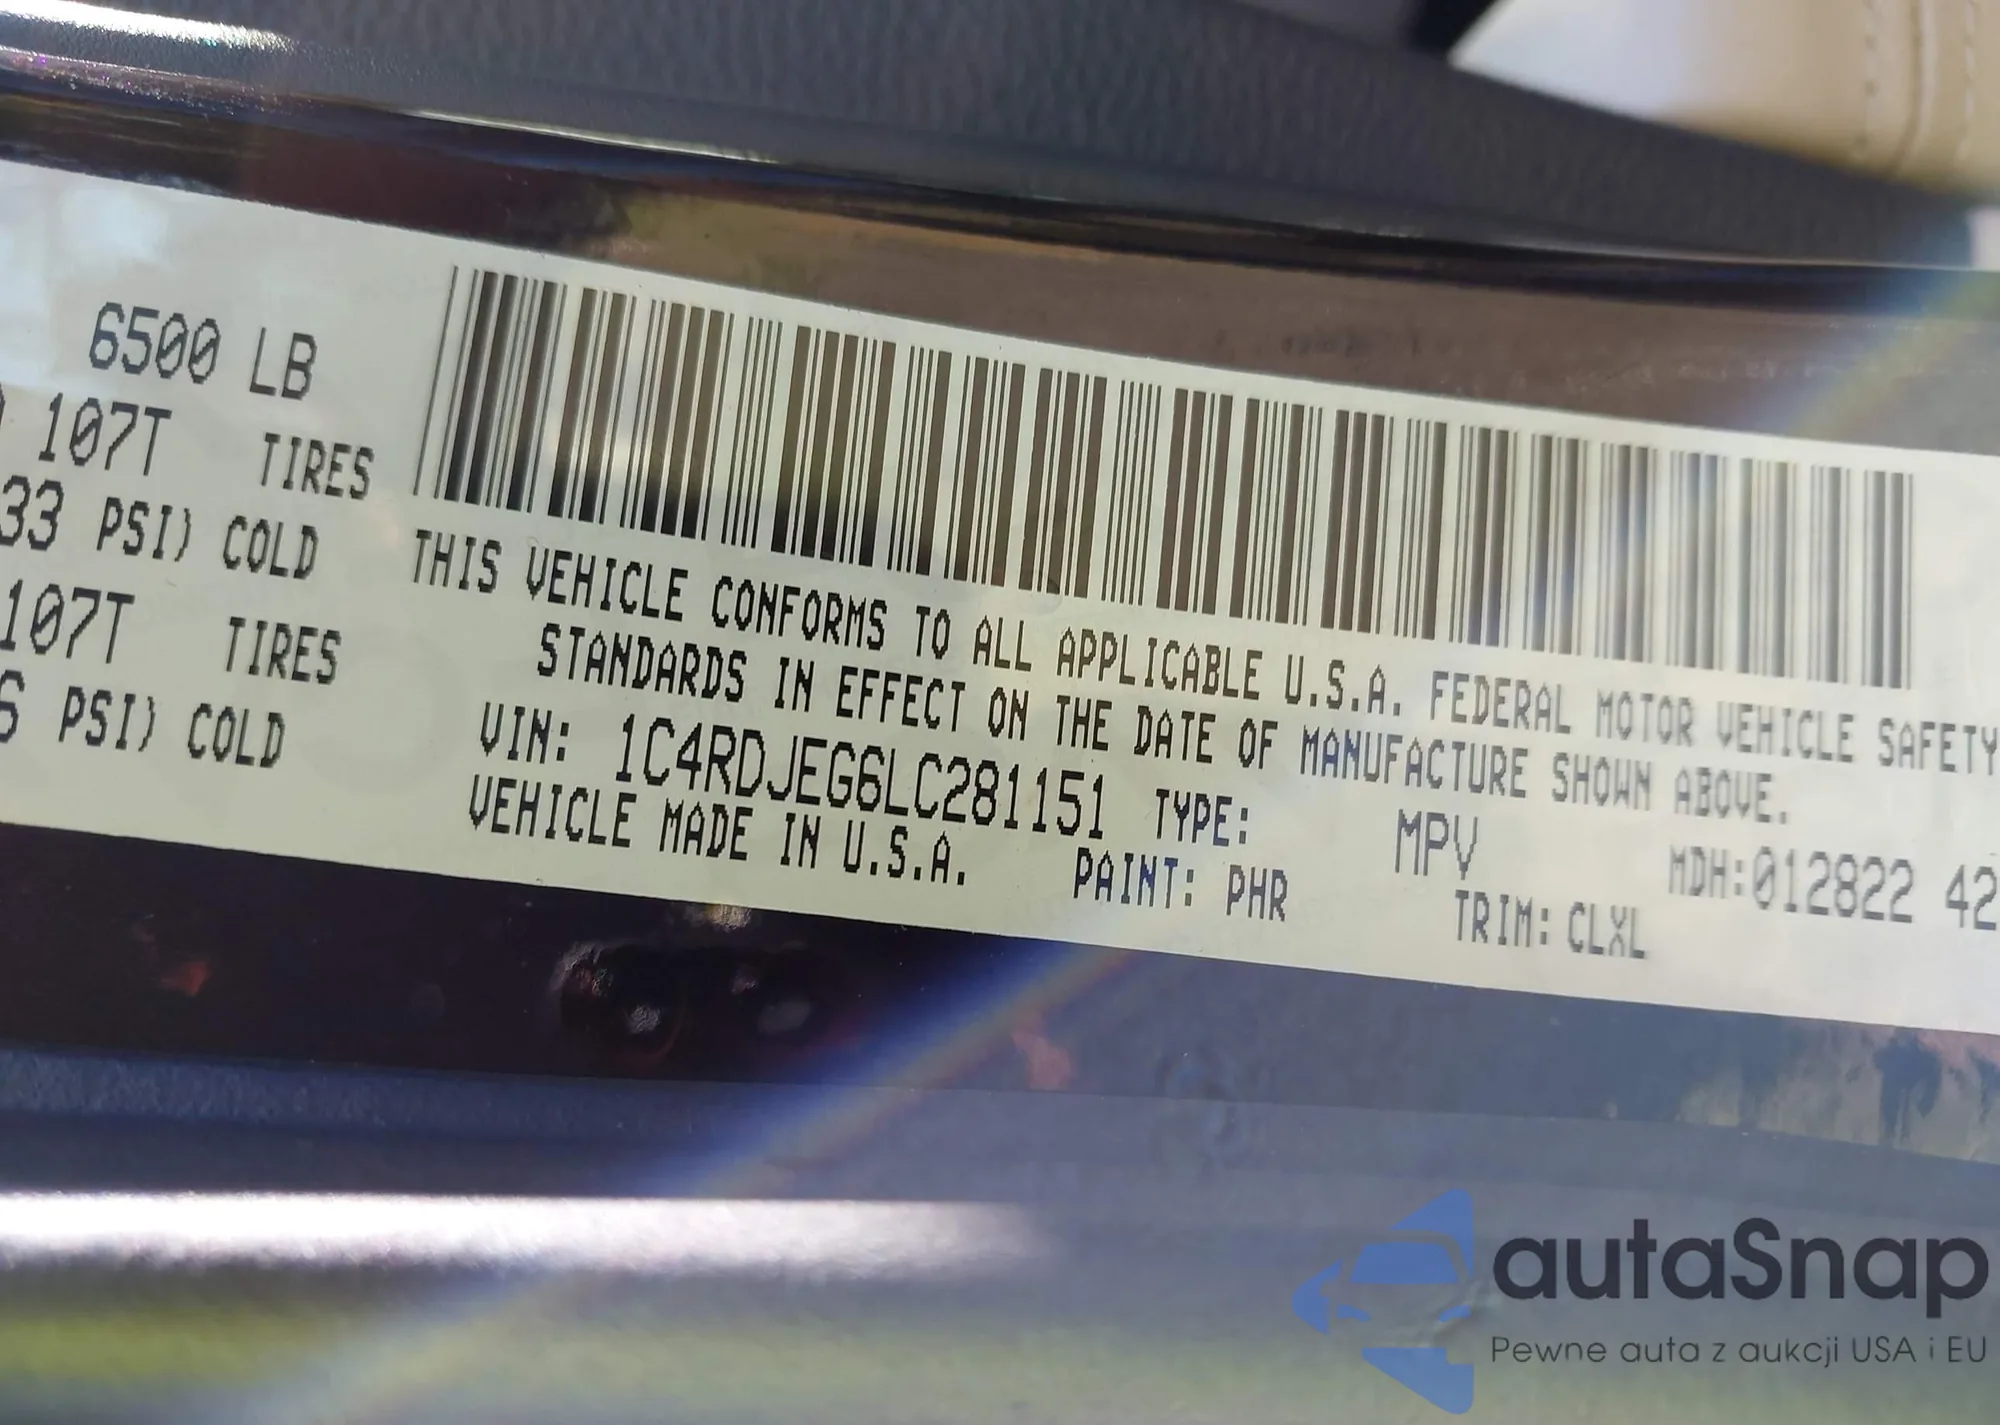 6500 LB
107T TIRES
33 PSI) COLD
107T TIRES
PSI) COLD
THIS VEHICLE CONFORMS TO ALL APPLICABLE U.S.A. FEDERAL MOTOR VEHICLE SAFETY
STANDARDS IN EFFECT ON THE DATE OF MANUFACTURE SHOWN ABOVE.
VIN: 1C4RDJEG6LC281151 TYPE: MPV MDH:012822 42
VEHICLE MADE IN U.S.A. PAINT: PHR TRIM: CLXL
autaSnap
Pewne auta z aukcji USA i EU